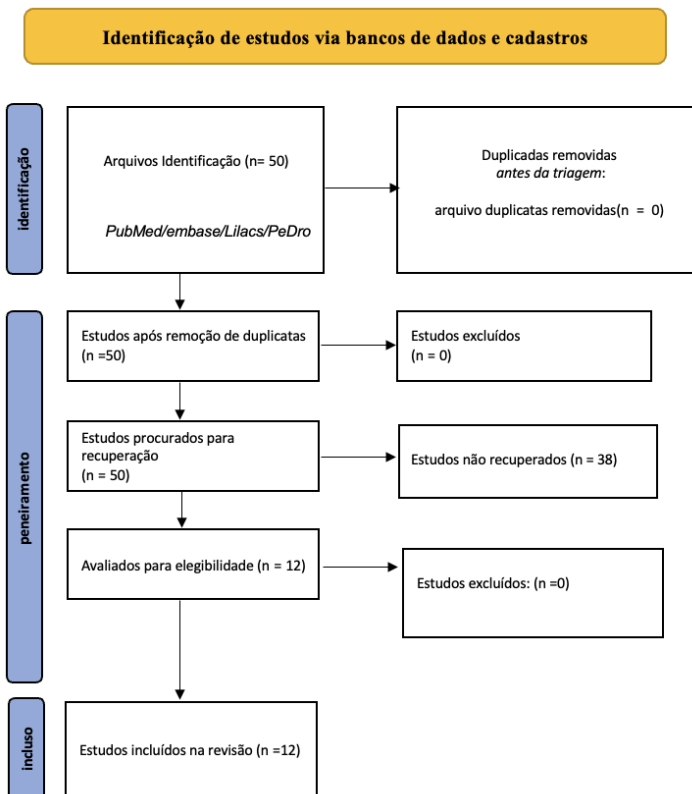 Identificação de estudos via bancos de dados e cadastros
identificação
Arquivos Identificação (n= 50)
PubMed/embase/Lilacs/PeDro
Duplicadas removidas
antes da triagem:
arquivo duplicatas removidas(n = 0)
peneiramento
Estudos após remoção de duplicatas
(n =50)
Estudos excluídos
(n = 0)
Estudos procurados para
recuperação
(n = 50)
Estudos não recuperados (n = 38)
Avaliados para elegibilidade (n = 12)
Estudos excluídos: (n =0)
incluso
Estudos incluídos na revisão (n =12)